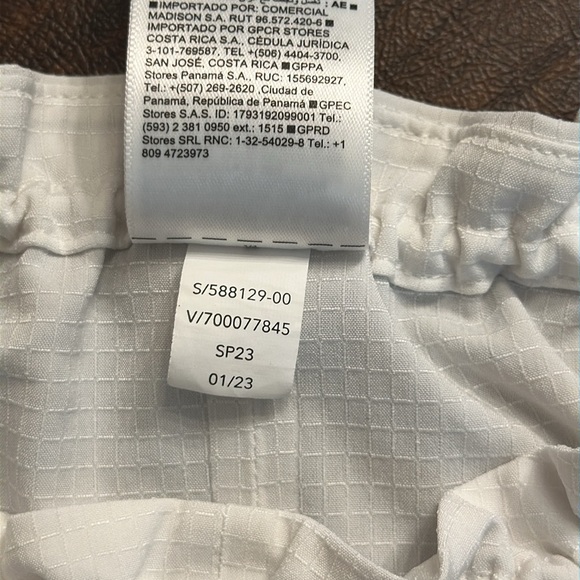 : AE ■
■IMPORTADO POR: COMERCIAL
MADISON S.A. RUT 96.572.420-6 ■
IMPORTADO POR GPCR STORES
COSTA RICA S.A., CÉDULA JURÍDICA
3-101-769587, TEL +(506) 4404-3700,
SAN JOSÉ, COSTA RICA ■GPPA
Stores Panamá S.A., RUC: 155692927,
Tel.: +(507) 269-2620 ,Ciudad de
Panamá, República de Panamá ■GPEC
Stores S.A.S. ID: 1793192099001 Tel.:
(593) 2 381 0950 ext.: 1515 ■GPRD
Stores SRL RNC: 1-32-54029-8 Tel.: +1
809 4723973
S/588129-00
V/700077845
SP23
01/23